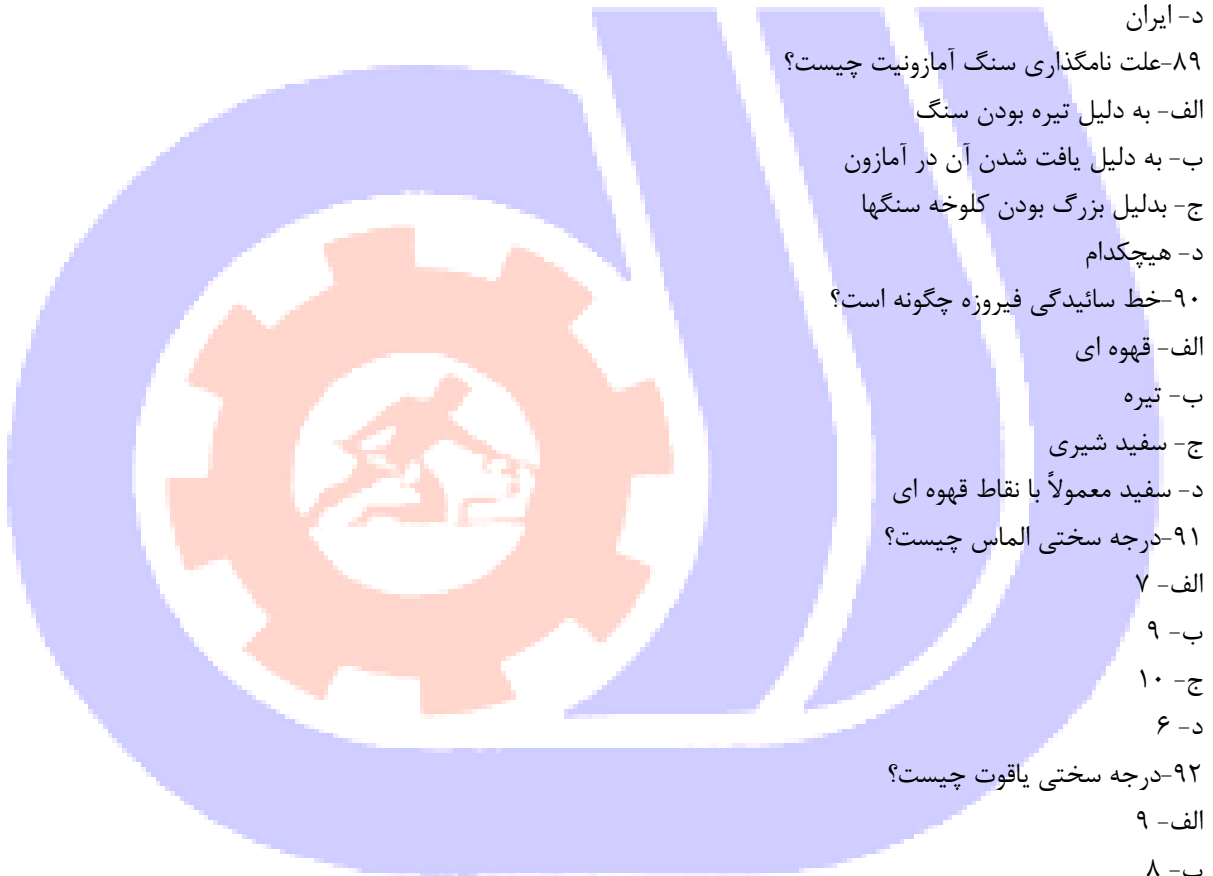 د- ایران
۸۹-علت نامگذاری سنگ آمازونیت چیست؟
الف- به دلیل تیره بودن سنگ
ب- به دلیل یافت شدن آن در آمازون
ج- بدلیل بزرگ بودن کلوخه سنگها
د- هیچکدام
۹۰-خط سائیدگی فیروزه چگونه است؟
الف- قهوه ای
ب- تیره
ج- سفید شیری
د- سفید معمولاً با نقاط قهوه ای
۹۱-درجه سختی الماس چیست؟
الف- ۷
ب- ۹
ج- ۱۰
د- ۶
۹۲-درجه سختی یاقوت چیست؟
الف- ۹
ب- ۸